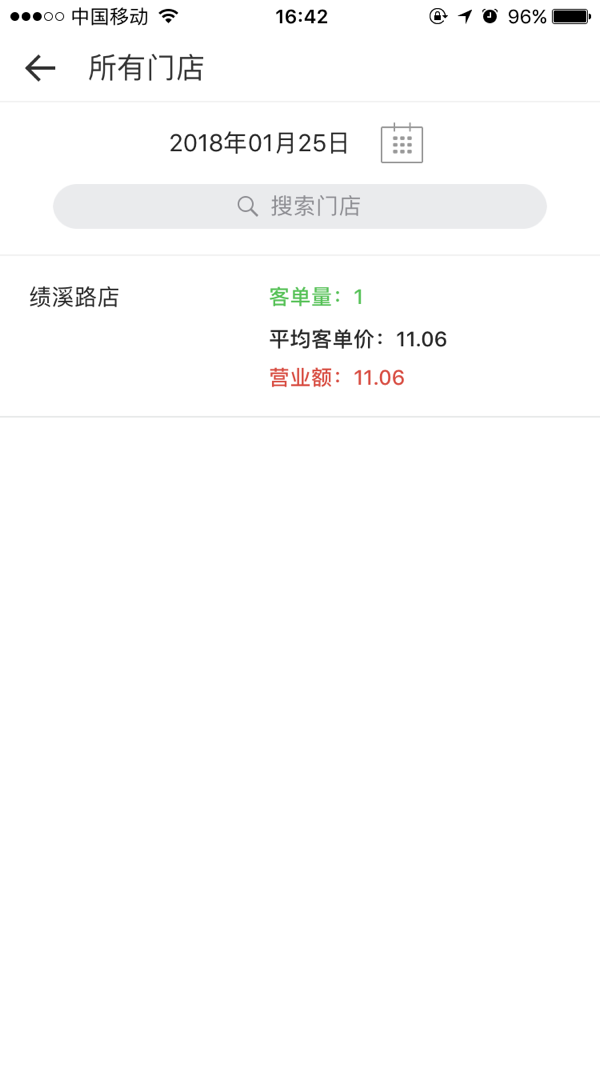 中国移动 16:42 96%
所有门店
2018年01月25日
搜索门店
绩溪路店 客单量：1
平均客单价：11.06
营业额：11.06